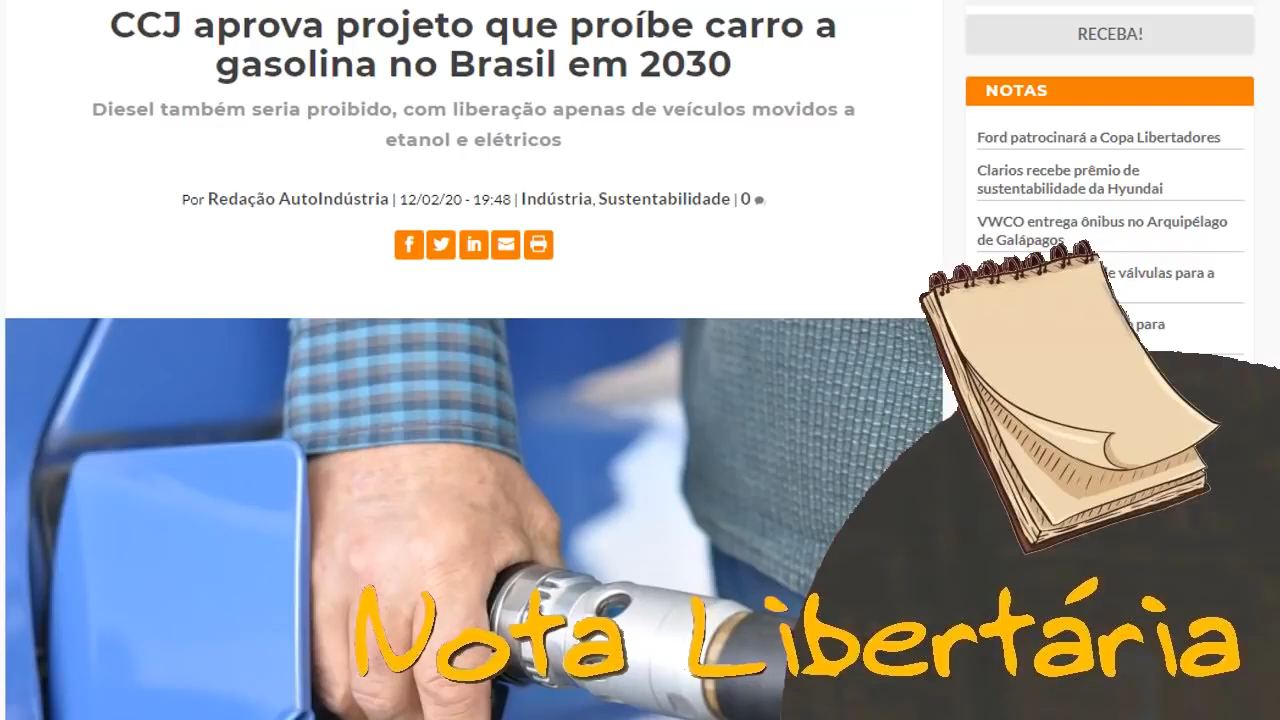 CCJ aprova projeto que proíbe carro a
gasolina no Brasil em 2030
Diesel também seria proibido, com liberação apenas de veículos movidos a
etanol e elétricos
Por Redação AutoIndústria | 12/02/20 - 19:48 | Indústria, Sustentabilidade | 0
RECEBA!
NOTAS
Ford patrocinará a Copa Libertadores
Clarios recebe prêmio de
sustentabilidade da Hyundai
VWCO entrega ônibus no Arquipélago
de Galápagos
de válvulas para a
para
Nota Libertária